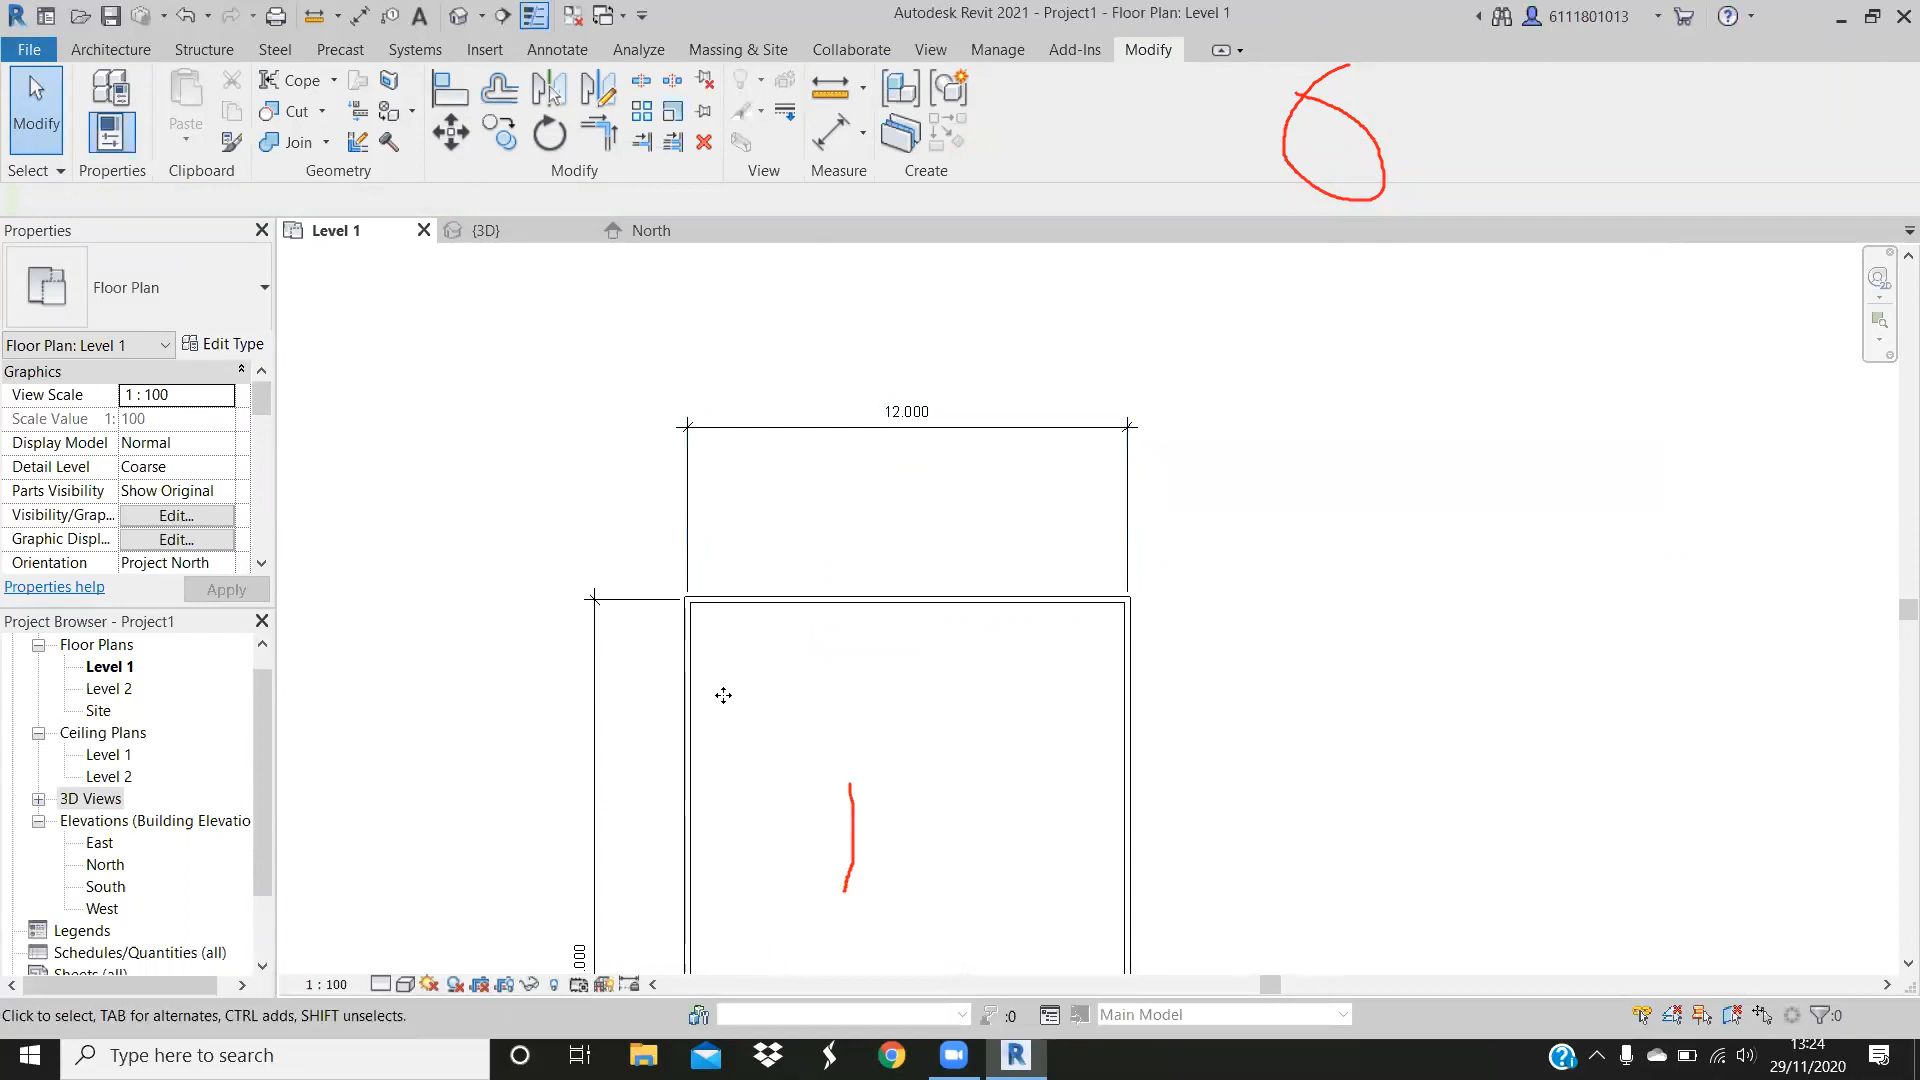 Autodesk Revit 2021 - Project1 - Floor Plan: Level 1
6111801013
File Architecture Structure Steel Precast Systems Insert Annotate Analyze Massing & Site Collaborate View Manage Add-Ins Modify
6
Modify
Paste
Cope
Cut
Join
Select Properties Clipboard Geometry Modify View Measure Create
Properties
Level 1 {3D} North
Floor Plan
Floor Plan: Level 1 Edit Type
Graphics
View Scale 1 : 100
Scale Value 1: 100
Display Model Normal
Detail Level Coarse
Parts Visibility Show Original
Visibility/Grap... Edit...
Graphic Displ... Edit...
Orientation Project North
Properties help Apply
12.000
.000
Project Browser - Project1
Floor Plans
Level 1
Level 2
Site
Ceiling Plans
Level 1
Level 2
3D Views
Elevations (Building Elevatio
East
North
South
West
Legends
Schedules/Quantities (all)
Sheets (all)
1 : 100
Click to select, TAB for alternates, CTRL adds, SHIFT unselects.
:0 Main Model :0
Type here to search
13:24
29/11/2020